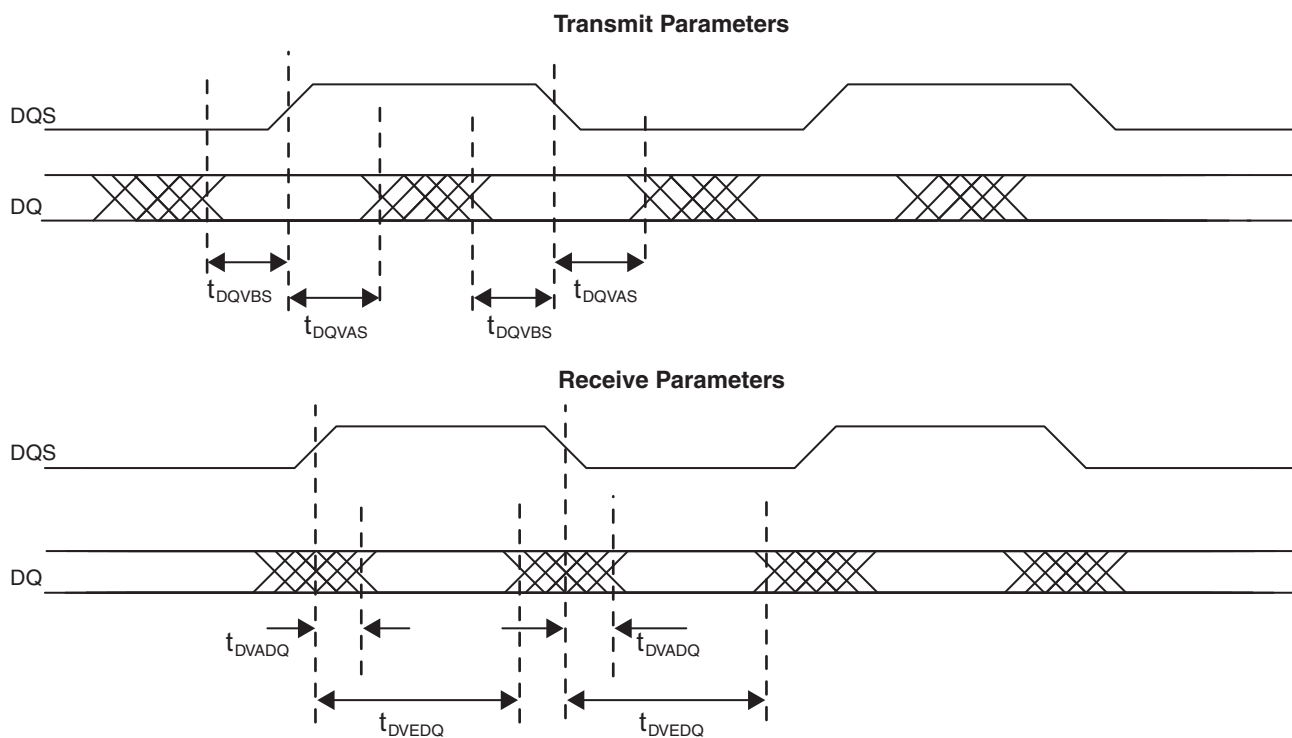 Transmit Parameters
DQS
DQ
tDQVBS
tDQVAS
tDQVBS
tDQVAS
Receive Parameters
DQS
DQ
tDVADQ
tDVADQ
tDVEDQ
tDVEDQ